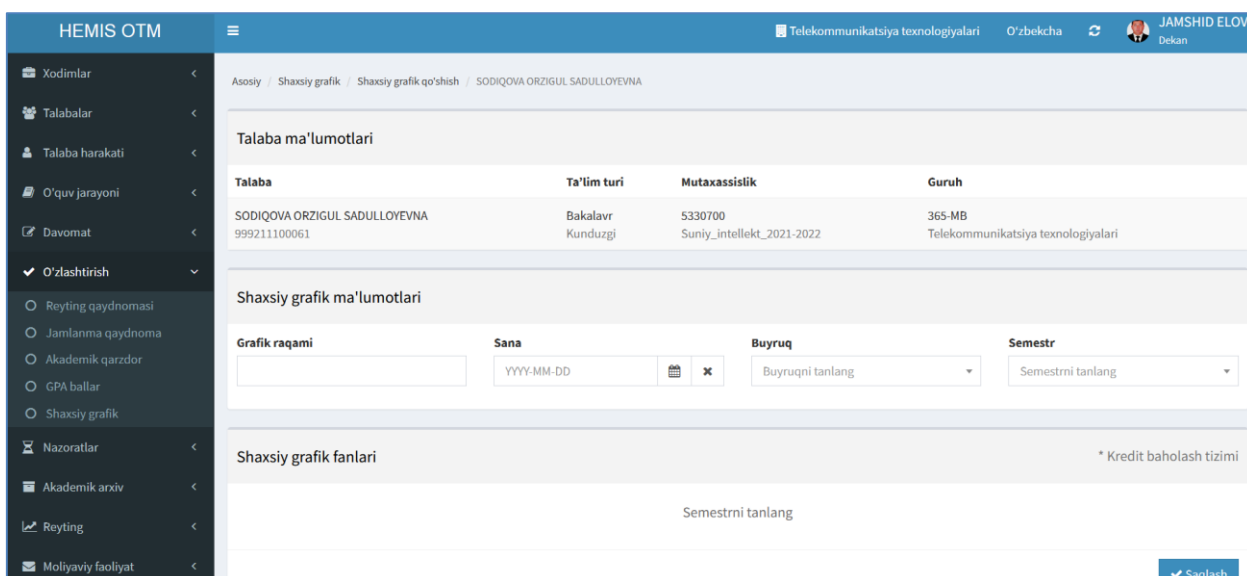 HEMIS OTM
Telekommunikatsiya texnologiyalari O'zbekcha JAMSHID ELOV
Dekan
Xodimlar
Talabalar
Talaba harakati
O'quv jarayoni
Davomat
O'zlashtirish
Reyting qaydnomasi
Jamlanma qaydnoma
Akademik qarzdor
GPA ballar
Shaxsiy grafik
Nazoratlar
Akademik arxiv
Reyting
Moliyaviy faoliyat
Asosiy / Shaxsiy grafik / Shaxsiy grafik qo'shish / SODIQOVA ORZIGUL SADULLOYEVNA
Talaba ma'lumotlari
Talaba Ta'lim turi Mutaxassislik Guruh
SODIQOVA ORZIGUL SADULLOYEVNA Bakalavr 5330700 365-MB
999211100061 Kunduzgi Suniy_intellekt_2021-2022 Telekommunikatsiya texnologiyalari
Shaxsiy grafik ma'lumotlari
Grafik raqami Sana Buyruq Semestr
YYYY-MM-DD Buyruqni tanlang Semestrni tanlang
Shaxsiy grafik fanlari * Kredit baholash tizimi
Semestrni tanlang
Saqlash